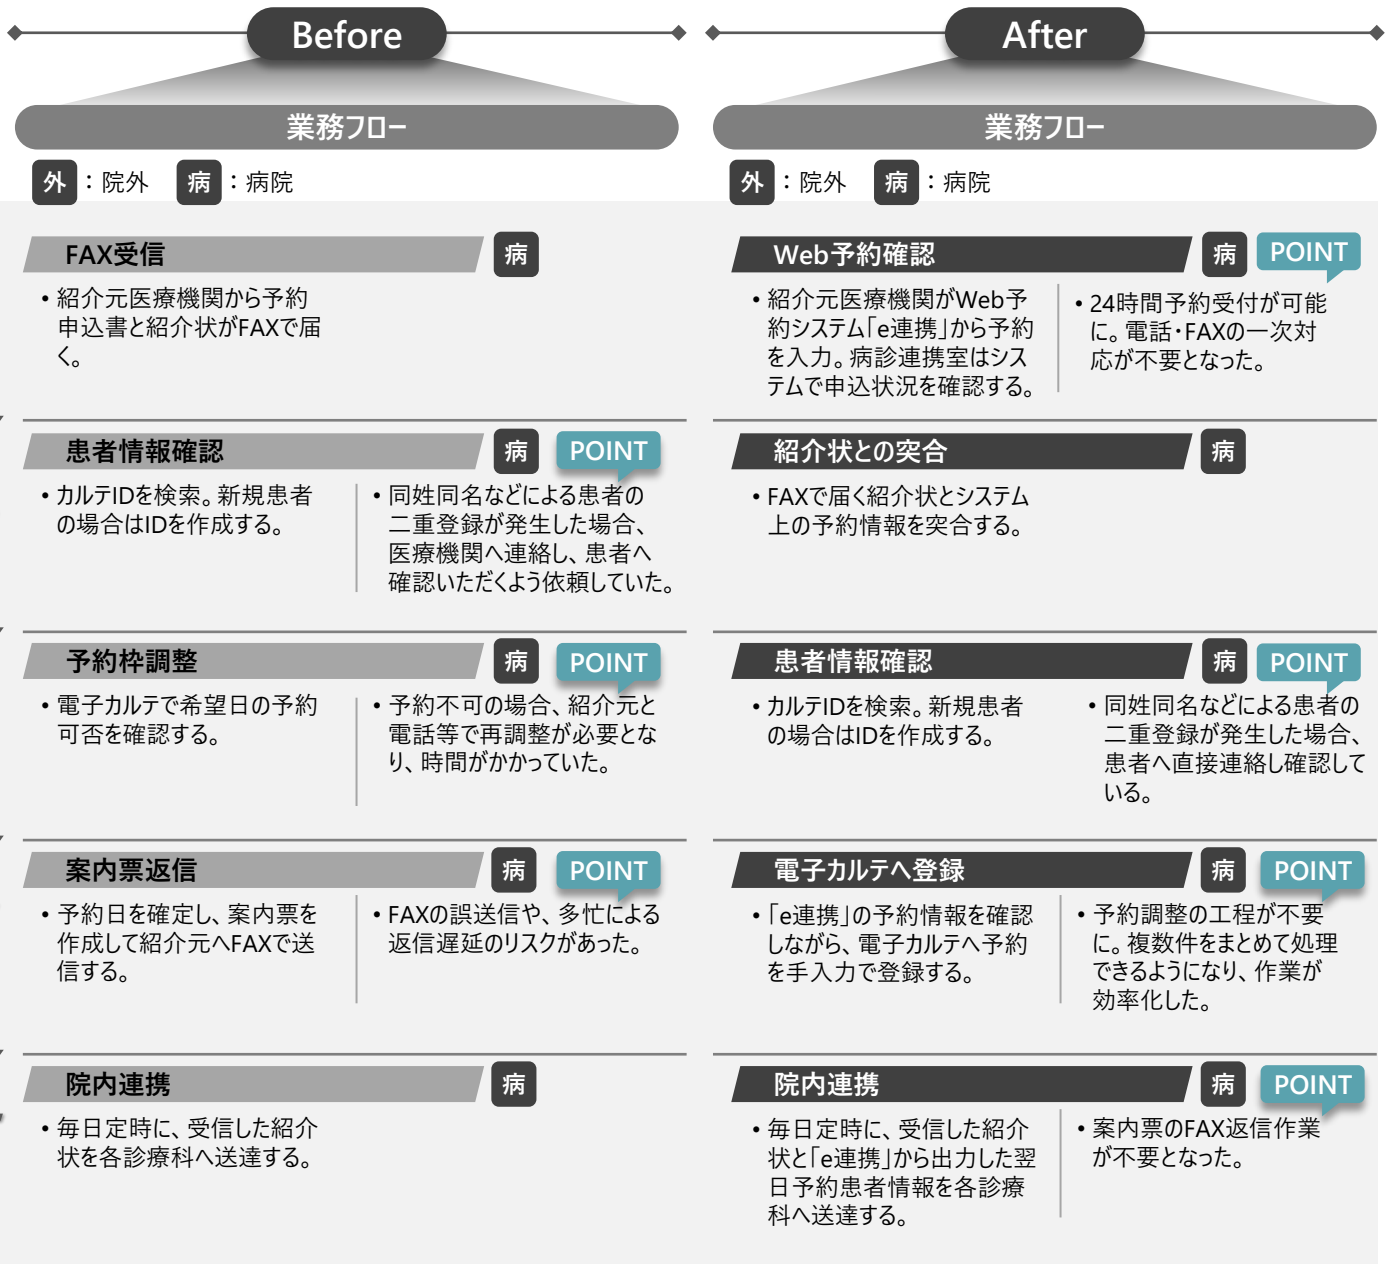 Before
業務フロー
外：院外 病：病院
FAX受信 病
• 紹介元医療機関から予約
申込書と紹介状がFAXで届
く。
患者情報確認 病 POINT
• カルテIDを検索。新規患者
の場合はIDを作成する。
• 同姓同名などによる患者の
二重登録が発生した場合、
医療機関へ連絡し、患者へ
確認いただくよう依頼していた。
予約枠調整 病 POINT
• 電子カルテで希望日の予約
可否を確認する。
• 予約不可の場合、紹介元と
電話等で再調整が必要とな
り、時間がかかっていた。
案内票返信 病 POINT
• 予約日を確定し、案内票を
作成して紹介元へFAXで送
信する。
• FAXの誤送信や、多忙による
返信遅延のリスクがあった。
院内連携 病
• 毎日定時に、受信した紹介
状を各診療科へ送達する。
After
業務フロー
外：院外 病：病院
Web予約確認 病 POINT
• 紹介元医療機関がWeb予
約システム「e連携」から予約
を入力。病診連携室はシス
テムで申込状況を確認する。
• 24時間予約受付が可能
に。電話・FAXの一次対
応が不要となった。
紹介状との突合 病
• FAXで届く紹介状とシステム
上の予約情報を突合する。
患者情報確認 病 POINT
• カルテIDを検索。新規患者
の場合はIDを作成する。
• 同姓同名などによる患者の
二重登録が発生した場合、
患者へ直接連絡し確認して
いる。
電子カルテへ登録 病 POINT
• 「e連携」の予約情報を確認
しながら、電子カルテへ予約
を手入力で登録する。
• 予約調整の工程が不要
に。複数件をまとめて処理
できるようになり、作業が
効率化した。
院内連携 病 POINT
• 毎日定時に、受信した紹介
状と「e連携」から出力した翌
日予約患者情報を各診療
科へ送達する。
• 案内票のFAX返信作業
が不要となった。